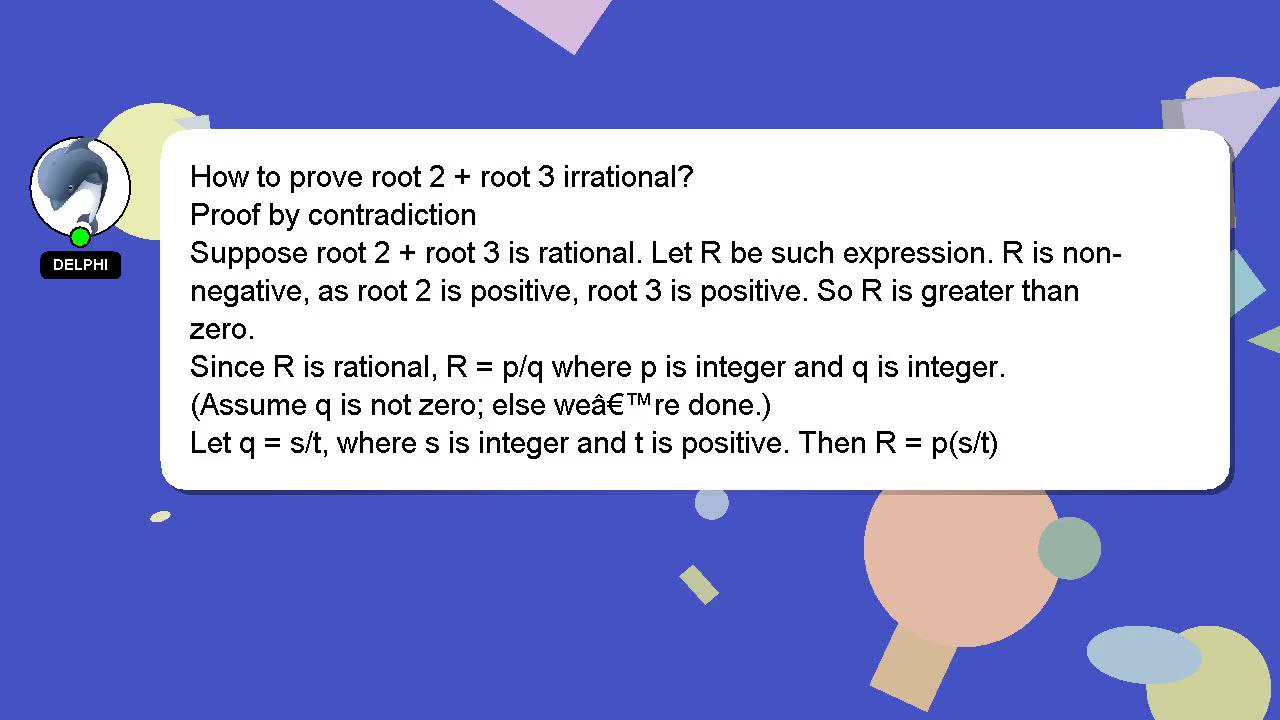 DELPHI
How to prove root 2 + root 3 irrational?
Proof by contradiction
Suppose root 2 + root 3 is rational. Let R be such expression. R is non-
negative, as root 2 is positive, root 3 is positive. So R is greater than
zero.
Since R is rational, R = p/q where p is integer and q is integer.
(Assume q is not zero; else weâ€™re done.)
Let q = s/t, where s is integer and t is positive. Then R = p(s/t)